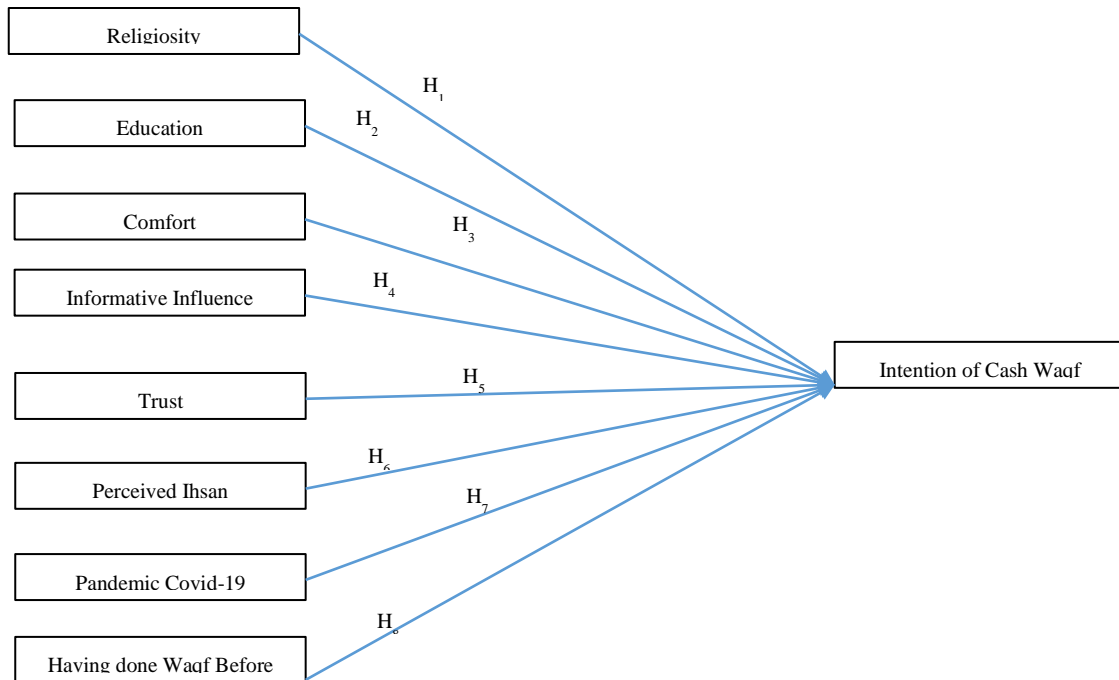 Religiosity
H1
Education
H2
Comfort
H3
Informative Influence
H4
Intention of Cash Waqf
Trust
H5
Perceived Ihsan
H6
Pandemic Covid-19
H7
Having done Waqf Before
H8